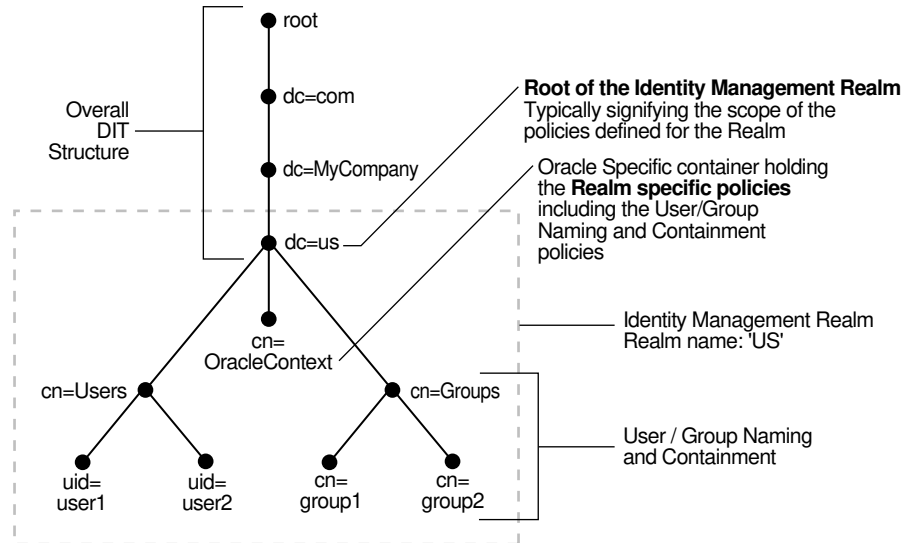 root
dc=com
Overall
DIT
Structure
Root of the Identity Management Realm
Typically signifying the scope of the
policies defined for the Realm
dc=MyCompany
Oracle Specific container holding
the Realm specific policies
including the User/Group
Naming and Containment
policies
dc=us
cn=
OracleContext
Identity Management Realm
Realm name: 'US'
cn=Users
cn=Groups
User / Group Naming
and Containment
uid=
user1
uid=
user2
cn=
group1
cn=
group2